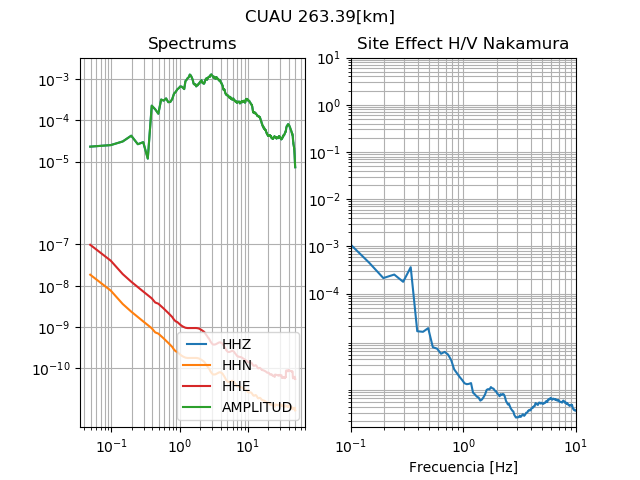 CUAU 263.39[km]
Spectrums
10⁻³
10⁻⁴
10⁻⁵
10⁻⁷
10⁻⁸
10⁻⁹
10⁻¹⁰
10⁻¹ 10⁰ 10¹
HHZ
HHN
HHE
AMPLITUD
Site Effect H/V Nakamura
10¹
10⁰
10⁻¹
10⁻²
10⁻³
10⁻⁴
10⁻¹ 10⁰ 10¹
Frecuencia [Hz]